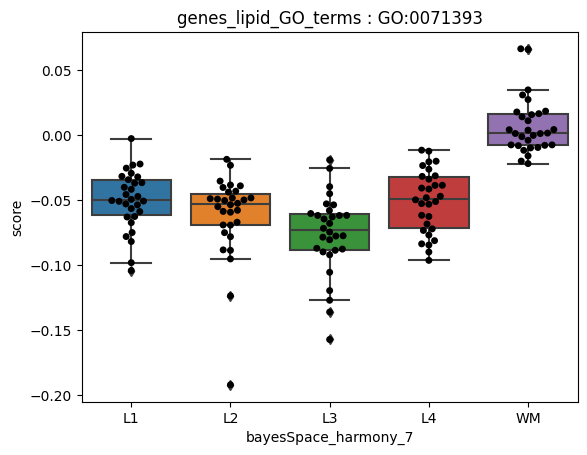 genes_lipid_GO_terms : GO:0071393
0.05
0.00
−0.05
−0.10
−0.15
−0.20
score
L1 L2 L3 L4 WM
bayesSpace_harmony_7